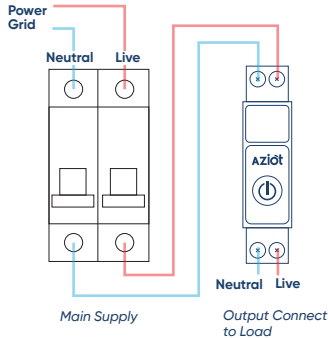 Power
Grid
Neutral Live
AZIOT
Neutral Live
Main Supply
Output Connect
to Load